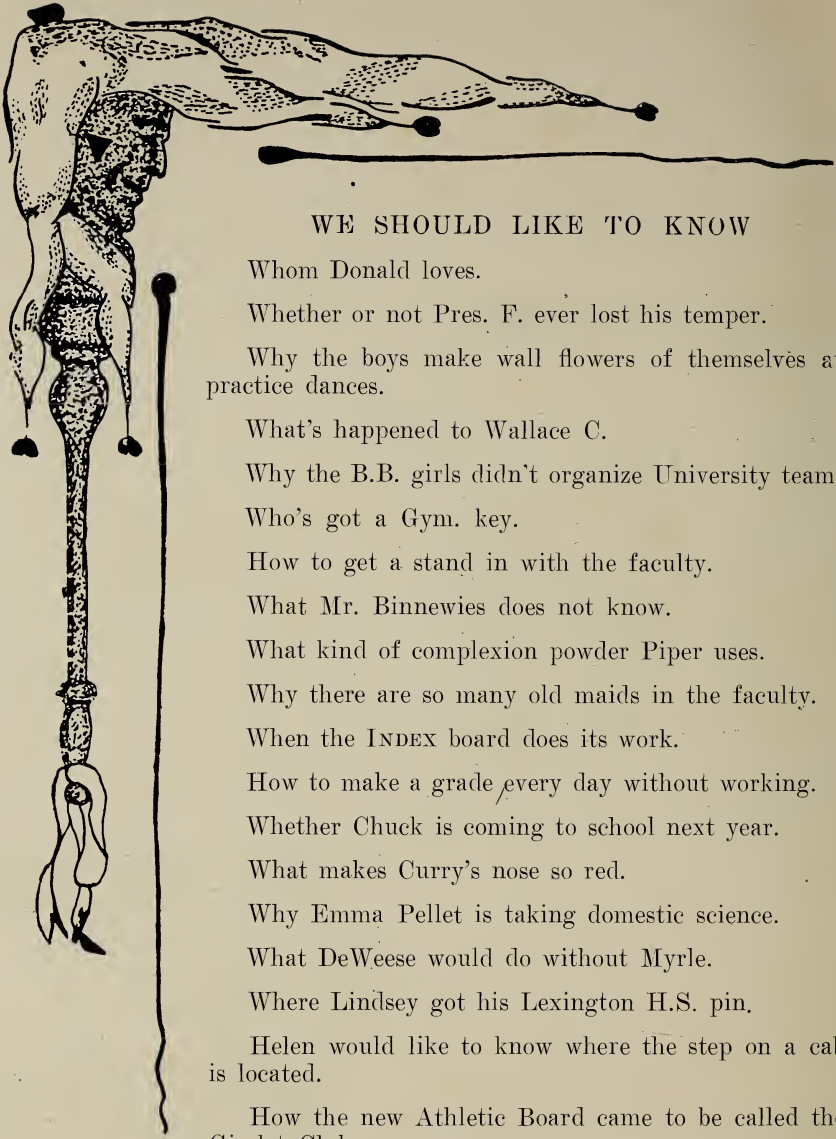 WE SHOULD LIKE TO KNOW
Whom Donald loves.
Whether or not Pres. F. ever lost his temper.
Why the boys make wall flowers of themselves
practice dances.
What's happened to Wallace C.
Why the B.B. girls didn't organize University team
Who's got a Gym. key.
How to get a stand in with the faculty.
What Mr. Binnewies does not know.
What kind of complexion powder Piper uses.
Why there are so many old maids in the faculty.
When the INDEX board does its work.
How to make a grade every day without working.
Whether Chuck is coming to school next year.
What makes Curry's nose so red.
Why Emma Pellet is taking domestic science.
What DeWeese would do without Myrle.
Where Lindsey got his Lexington H.S. pin.
Helen would like to know where the step on a
is located.
How the new Athletic Board came to be called